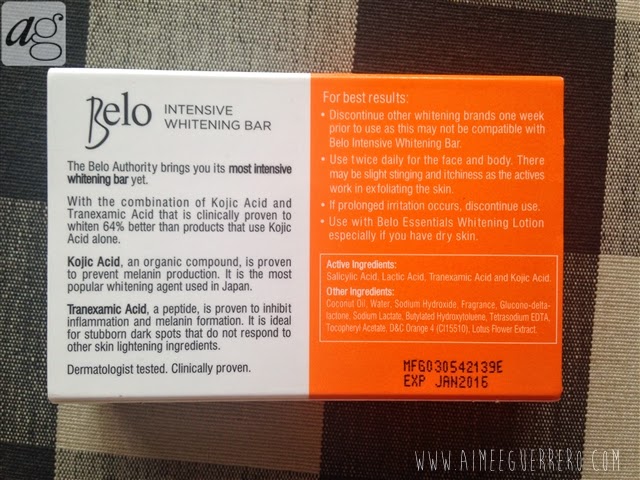 ag
Belo INTENSIVE
WHITENING BAR
The Belo Authority brings you its most intensive
whitening bar yet.
With the combination of Kojic Acid and
Tranexamic Acid that is clinically proven to
whiten 64% better than products that use Kojic
Acid alone.
Kojic Acid, an organic compound, is proven
to prevent melanin production. It is the most
popular whitening agent used in Japan.
Tranexamic Acid, a peptide, is proven to inhibit
inflammation and melanin formation. It is ideal
for stubborn dark spots that do not respond to
other skin lightening ingredients.
Dermatologist tested. Clinically proven.
For best results:
• Discontinue other whitening brands one week
prior to use as this may not be compatible with
Belo Intensive Whitening Bar.
• Use twice daily for the face and body. There
may be slight stinging and itchiness as the actives
work in exfoliating the skin.
• If prolonged irritation occurs, discontinue use.
• Use with Belo Essentials Whitening Lotion
especially if you have dry skin.
Active Ingredients:
Salicylic Acid, Lactic Acid, Tranexamic Acid and Kojic Acid.
Other Ingredients:
Coconut Oil, Water, Sodium Hydroxide, Fragrance, Glucono-delta-
lactone, Sodium Lactate, Butylated Hydroxytoluene, Tetrasodium EDTA,
Tocopheryl Acetate, D&C Orange 4 (CI15510), Lotus Flower Extract.
MFG030542139E
EXP JAN2016
WWW.AIMEEGUERRERO.COM